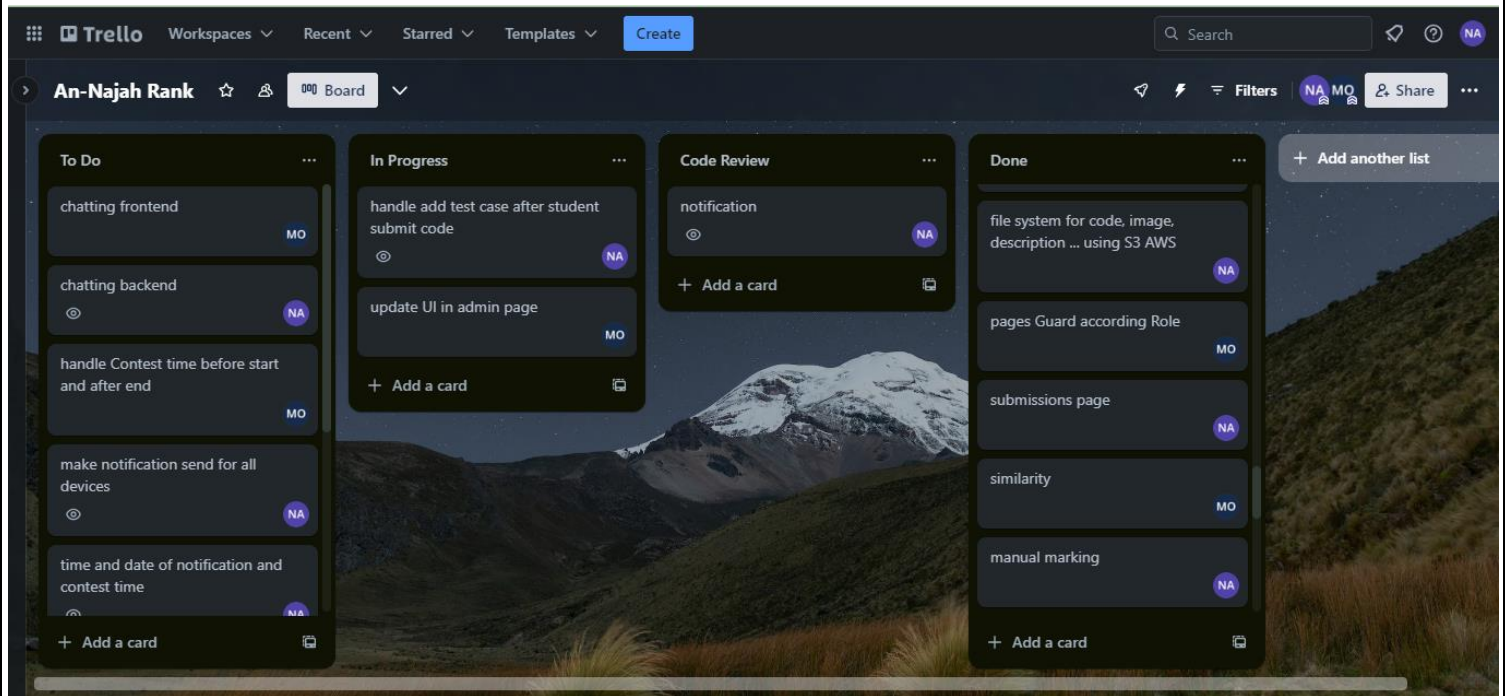 Trello
Workspaces
Recent
Starred
Templates
Create
Search
NA
An-Najah Rank
Board
Filters
NA
MO
Share
To Do
chatting frontend
MO
chatting backend
NA
handle Contest time before start
and after end
MO
make notification send for all
devices
NA
time and date of notification and
contest time
NA
+ Add a card
In Progress
handle add test case after student
submit code
NA
update UI in admin page
MO
+ Add a card
Code Review
notification
NA
+ Add a card
Done
file system for code, image,
description ... using S3 AWS
NA
pages Guard according Role
MO
submissions page
NA
similarity
MO
manual marking
NA
+ Add a card
+ Add another list